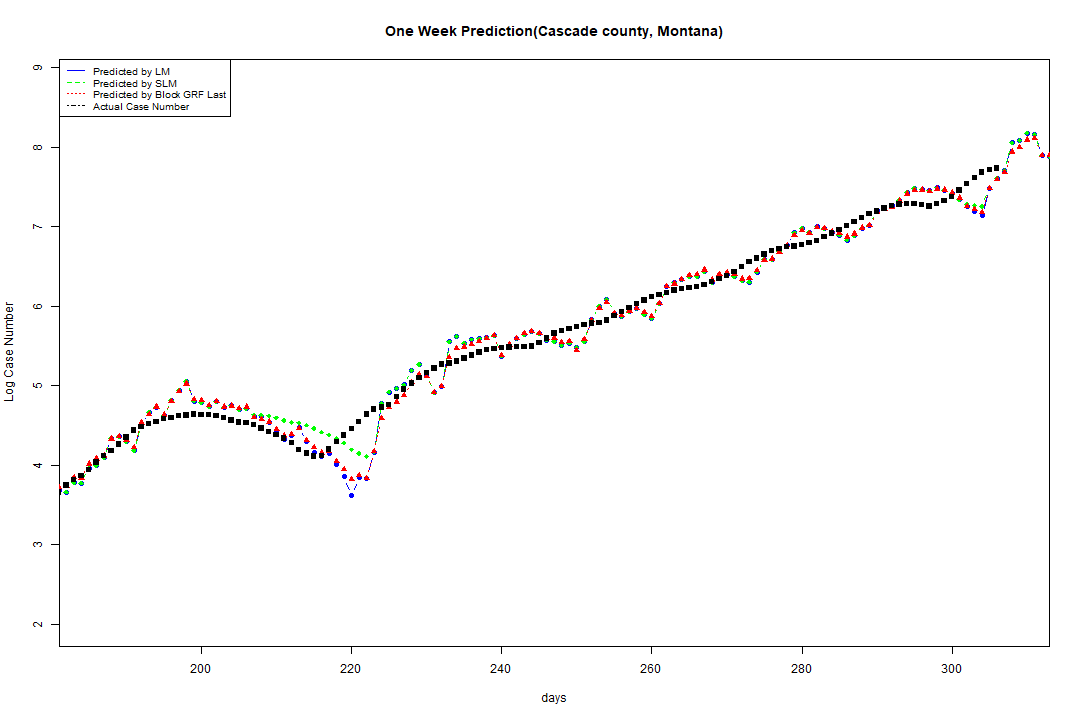 One Week Prediction(Cascade county, Montana)
Predicted by LM
Predicted by SLM
Predicted by Block GRF Last
Actual Case Number
9
8
7
6
5
4
3
2
Log Case Number
200 220 240 260 280 300
days